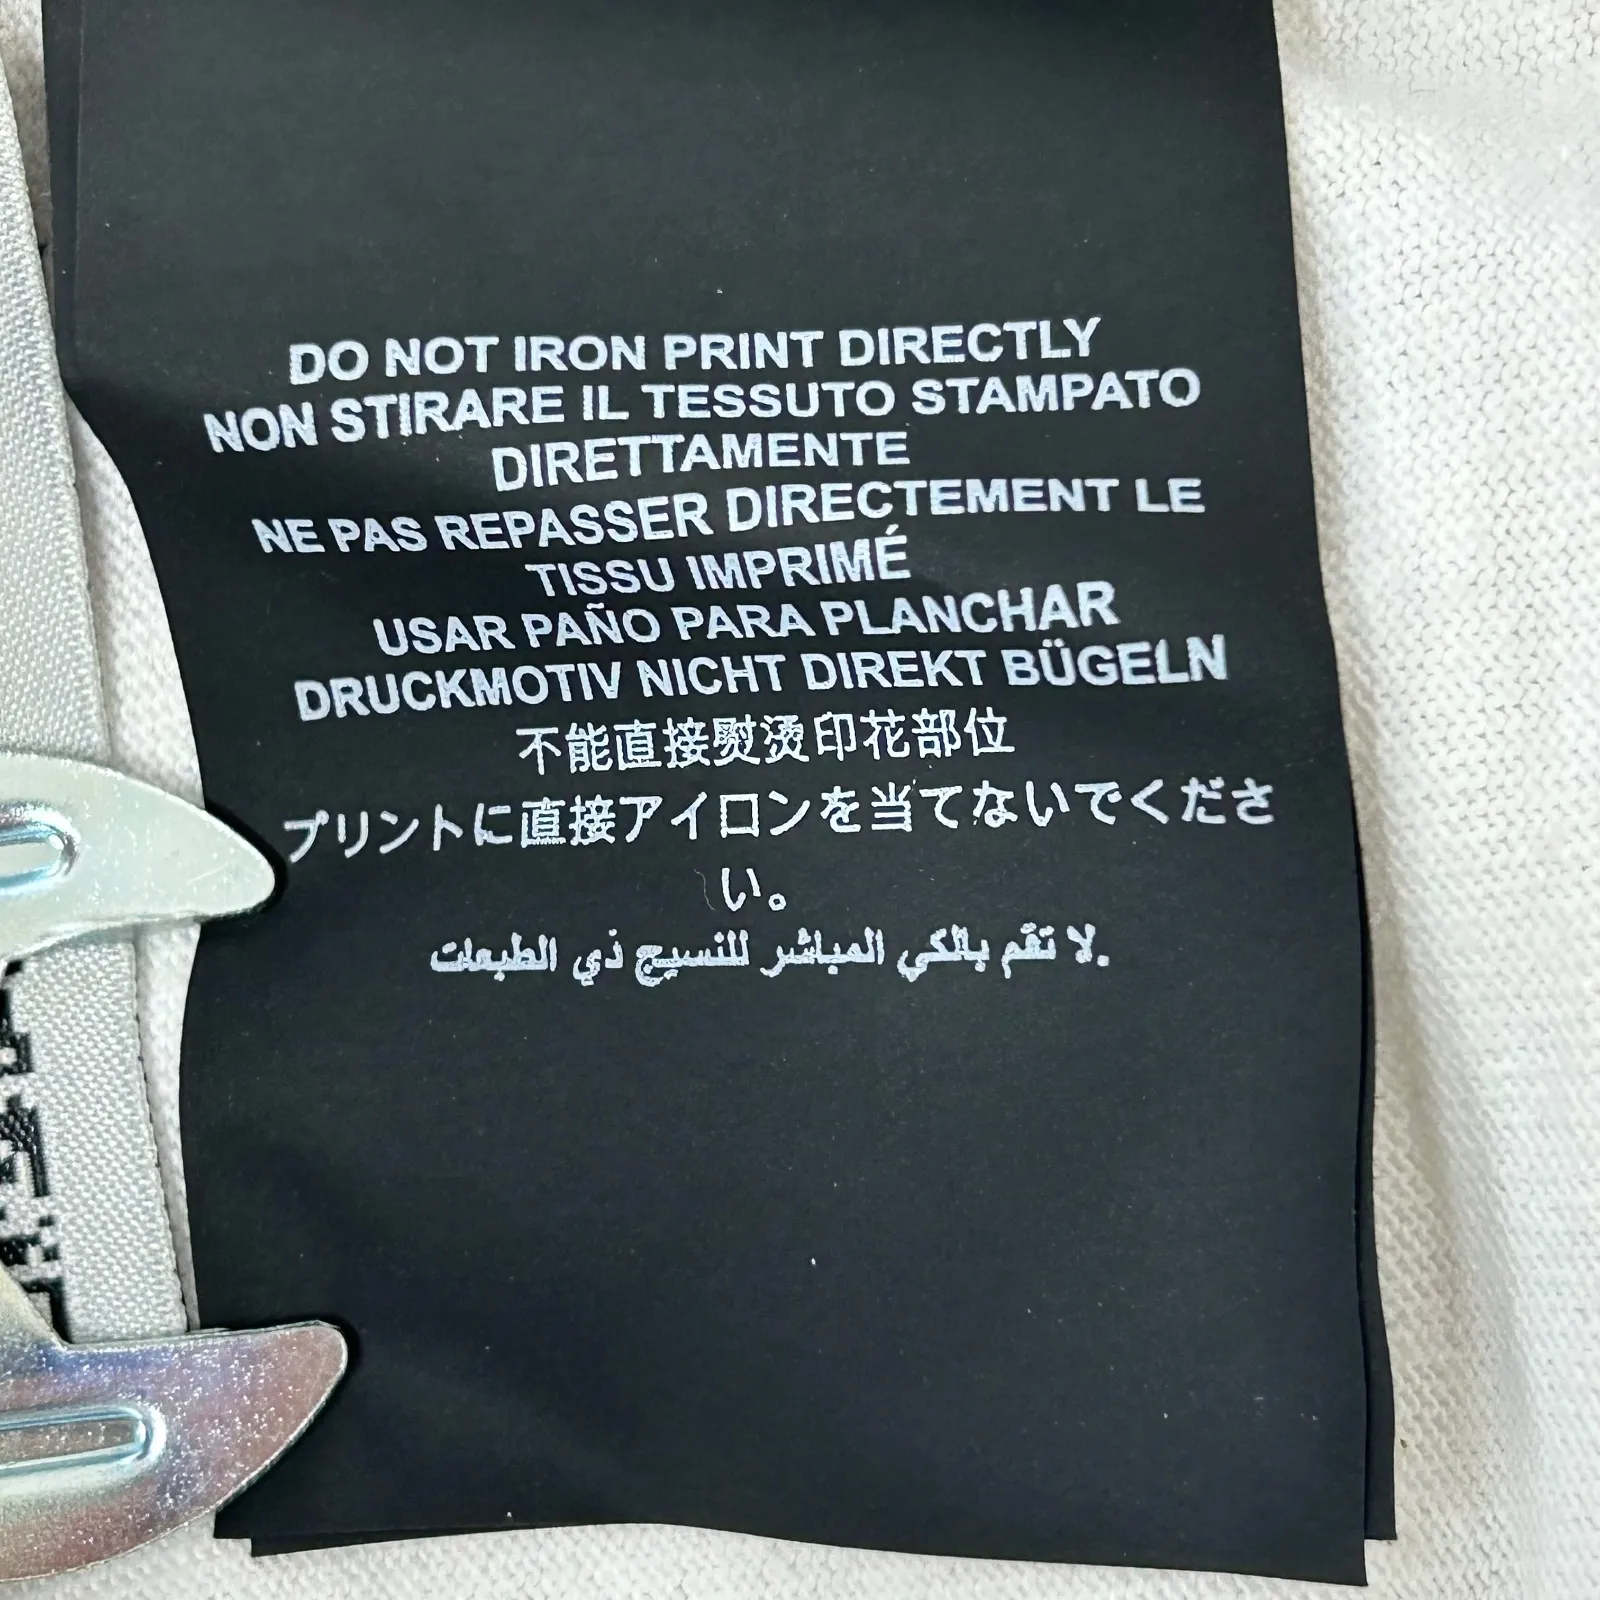 DO NOT IRON PRINT DIRECTLY
NON STIRARE IL TESSUTO STAMPATO
DIRETTAMENTE
NE PAS REPASSER DIRECTEMENT LE
TISSU IMPRIMÉ
USAR PAÑO PARA PLANCHAR
DRUCKMOTIV NICHT DIREKT BÜGELN
不能直接熨烫印花部位
プリントに直接アイロンを当てないでくださ
い。
لا تقم بالكي المباشر للنسيج ذي الطبعات.